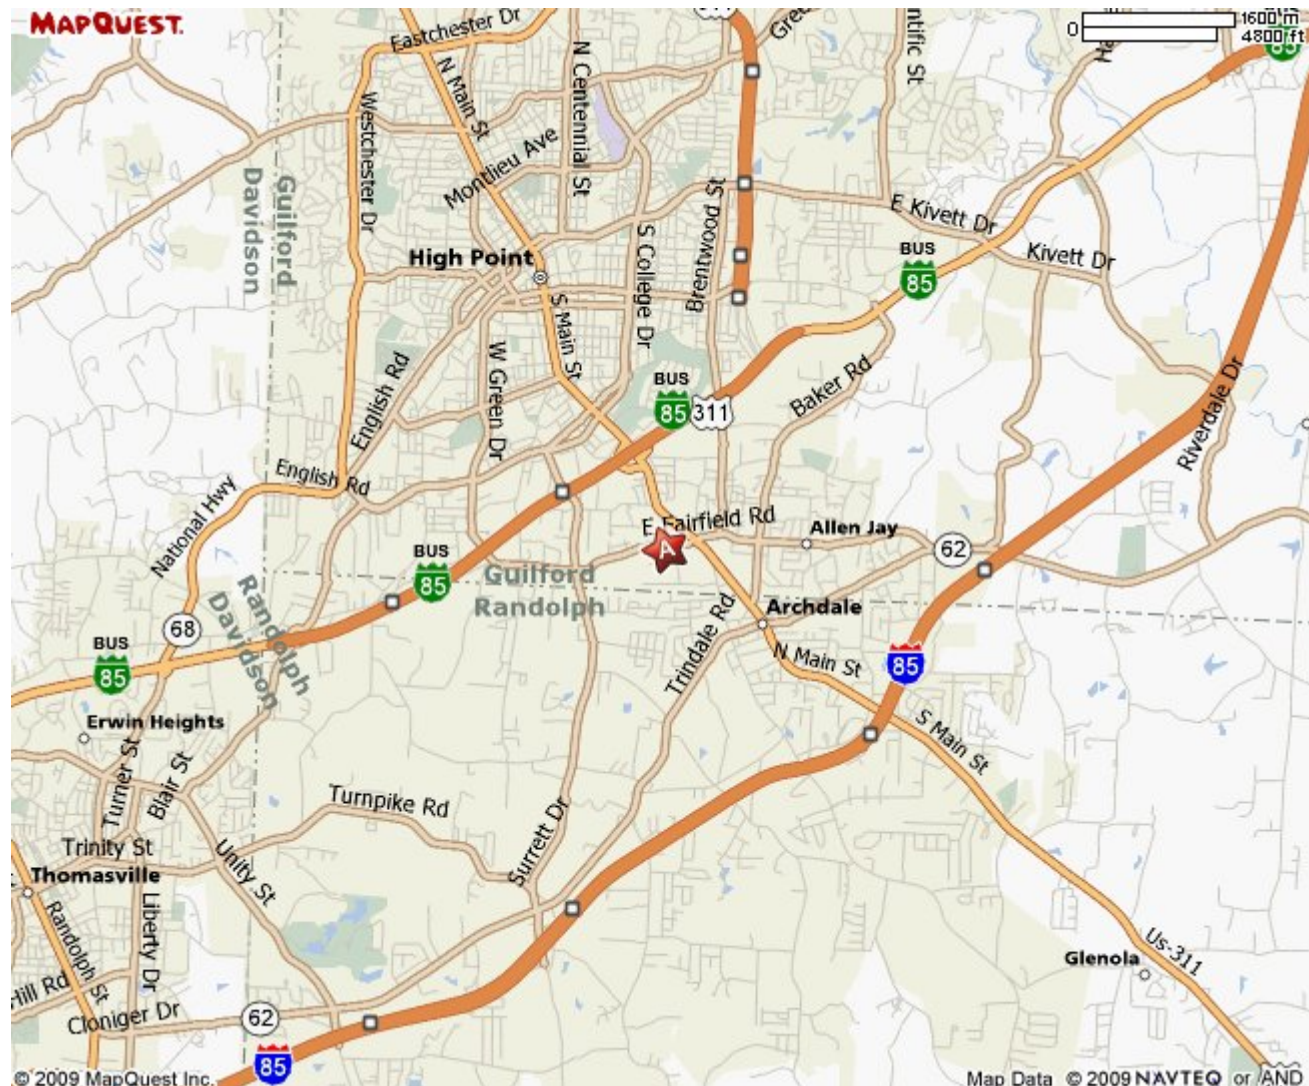 MAPQUEST.
1600 m
0
4800 ft
85
Eastchester Dr
N Main St
N Centennial St
Westchester Dr
Montlieu Ave
Guilford
Davidson
Brentwood St
E Kivett Dr
S College Dr
BUS
85
Kivett Dr
High Point
S Main St
W Green Dr
English Rd
BUS
85
311
Baker Rd
Riverdale Dr
English Rd
National Hwy
E Fairfield Rd
A
Allen Jay
62
BUS
85
Guilford
Randolph
Randolph
Davidson
68
Archdale
Trindale Rd
N Main St
85
BUS
85
Erwin Heights
S Main St
Turner St
Blair St
Turnpike Rd
Surrett Dr
Trinity St
Unity St
Thomasville
Liberty Dr
Randolph St
Us-311
Glenola
Hill Rd
Cloniger Dr
62
85
© 2009 MapQuest Inc.
Map Data © 2009 NAVTEQ or AND